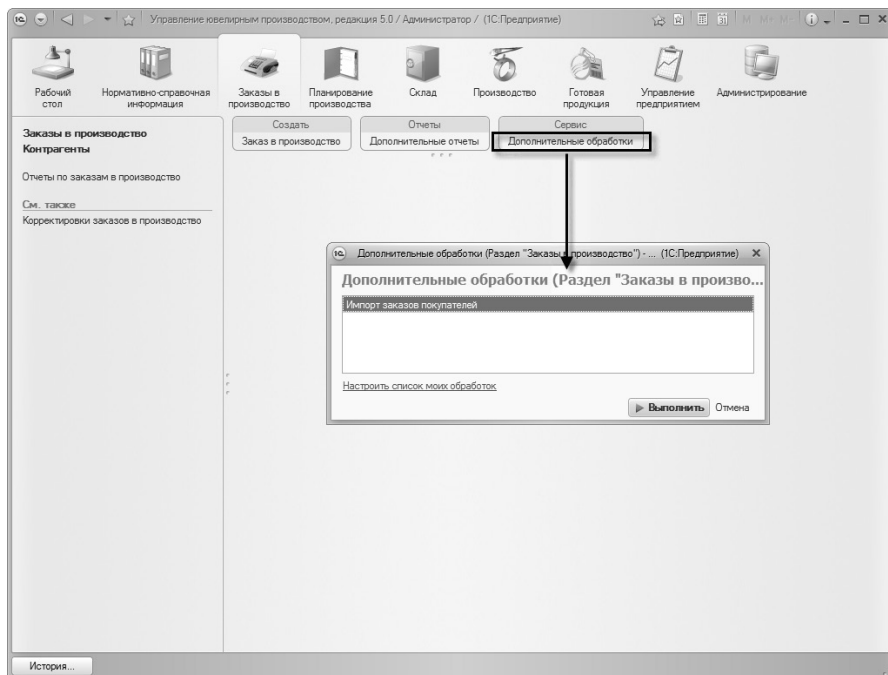 Управление ювелирным производством, редакция 5.0 / Администратор / (1С:Предприятие)
Рабочий
стол
Нормативно-справочная
информация
Заказы в
производство
Планирование
производства
Склад
Производство
Готовая
продукция
Управление
предприятием
Администрирование
Заказы в производство
Контрагенты
Отчеты по заказам в производство
См. также
Корректировки заказов в производство
Создать
Заказ в производство
Отчеты
Дополнительные отчеты
Сервис
Дополнительные обработки
Дополнительные обработки (Раздел "Заказы в производство") - ... (1С:Предприятие)
Дополнительные обработки (Раздел "Заказы в произво...
Импорт заказов покупателей
Настроить список моих обработок
Выполнить Отмена
История...